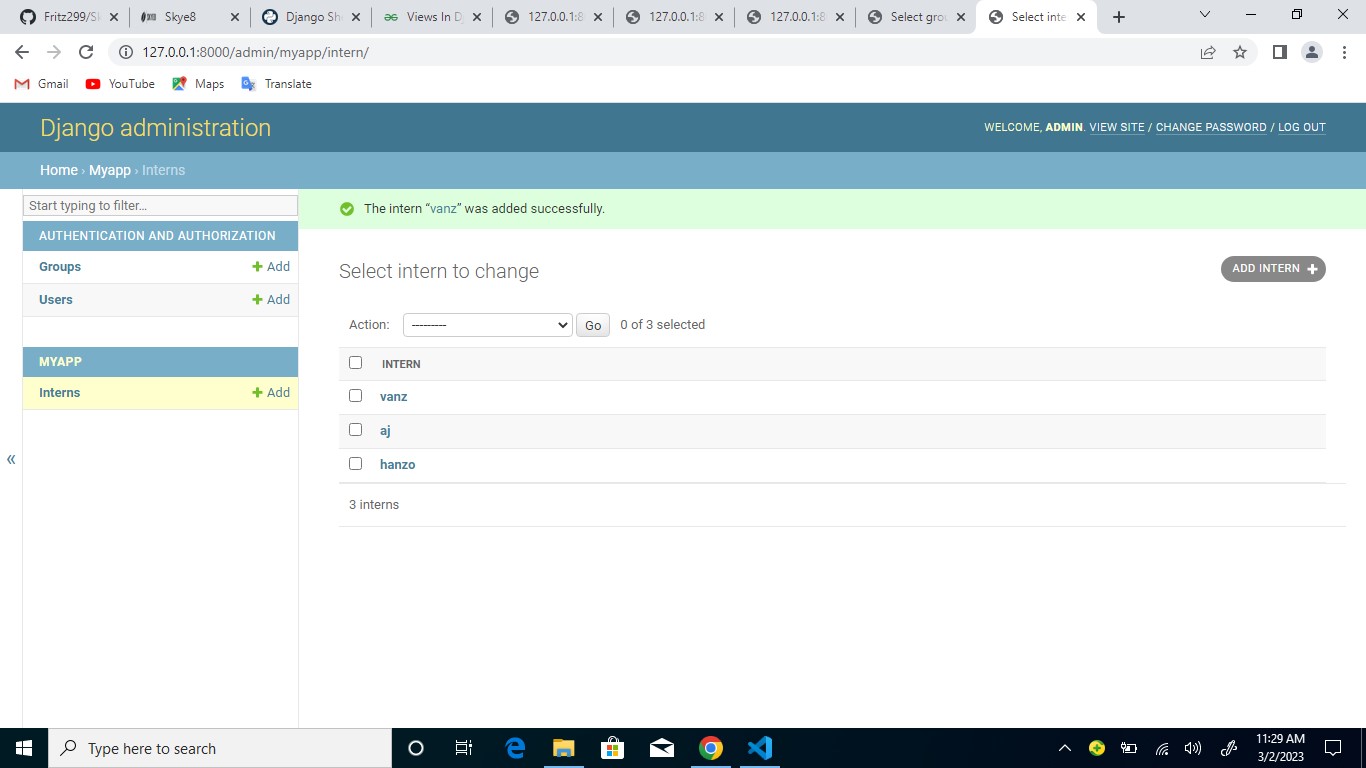 Fritz299/Sk
Skye8
Django Sh
Views In D
127.0.0.1:8
127.0.0.1:8
127.0.0.1:8
Select grou
Select inte
127.0.0.1:8000/admin/myapp/intern/
Gmail YouTube Maps Translate
Django administration
WELCOME, ADMIN. VIEW SITE / CHANGE PASSWORD / LOG OUT
Home › Myapp › Interns
Start typing to filter...
AUTHENTICATION AND AUTHORIZATION
Groups + Add
Users + Add
MYAPP
Interns + Add
«
The intern “vanz” was added successfully.
Select intern to change
ADD INTERN +
Action: --------- Go 0 of 3 selected
INTERN
vanz
aj
hanzo
3 interns
Type here to search
11:29 AM
3/2/2023